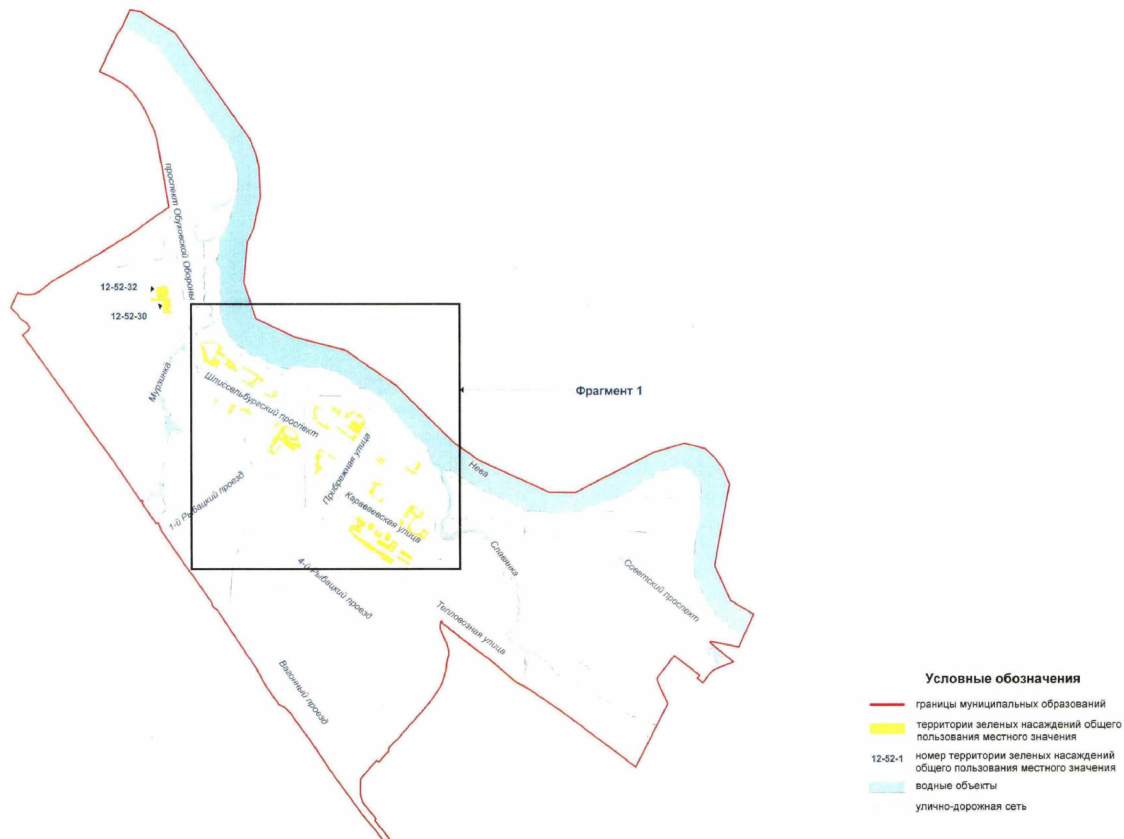 проспект Обуховской Обороны
12-52-32
12-52-30
Мурзинка
Шлиссельбургский проспект
Фрагмент 1
Прибрежная улица
Нева
1-й Рыбацкий проезд
Караваевская улица
4-й Рыбацкий проезд
Славянка
Советский проспект
Тепловозная улица
Вагонный проезд
Условные обозначения
границы муниципальных образований
территории зеленых насаждений общего
пользования местного значения
12-52-1
номер территории зеленых насаждений
общего пользования местного значения
водные объекты
улично-дорожная сеть